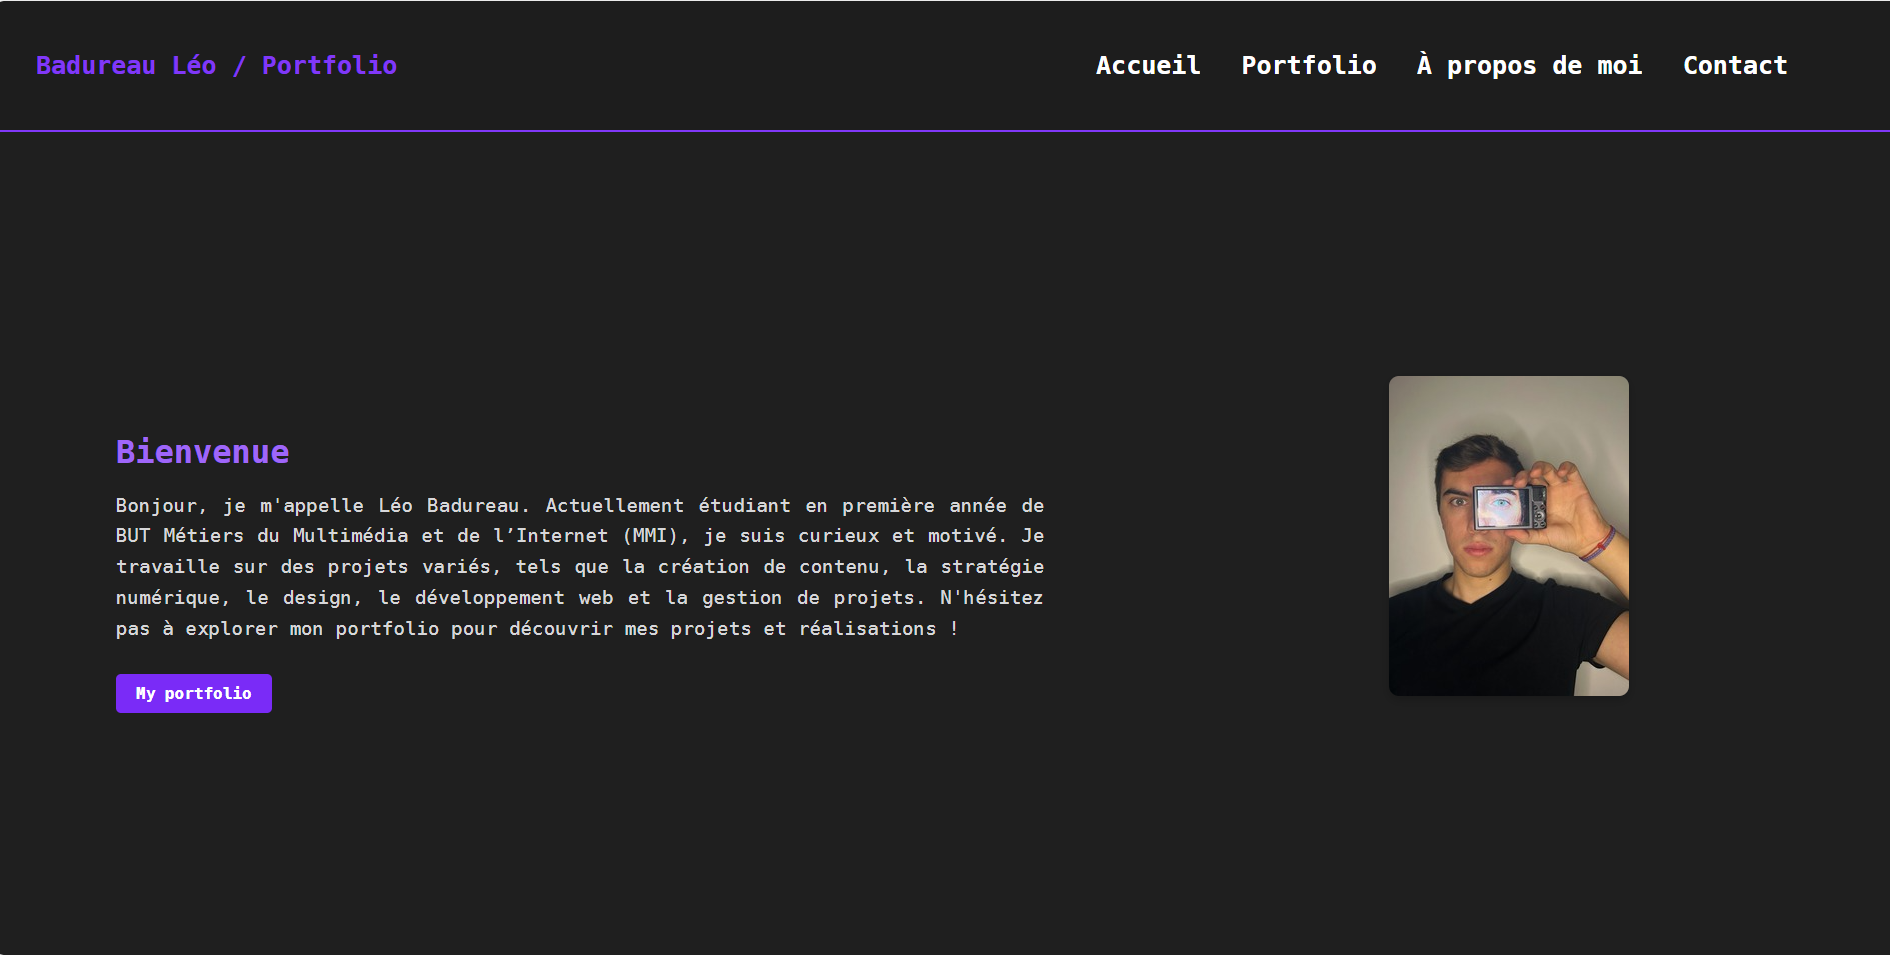 Badureau Léo / Portfolio
Accueil Portfolio À propos de moi Contact
Bienvenue
Bonjour, je m'appelle Léo Badureau. Actuellement étudiant en première année de
BUT Métiers du Multimédia et de l’Internet (MMI), je suis curieux et motivé. Je
travaille sur des projets variés, tels que la création de contenu, la stratégie
numérique, le design, le développement web et la gestion de projets. N'hésitez
pas à explorer mon portfolio pour découvrir mes projets et réalisations !
My portfolio